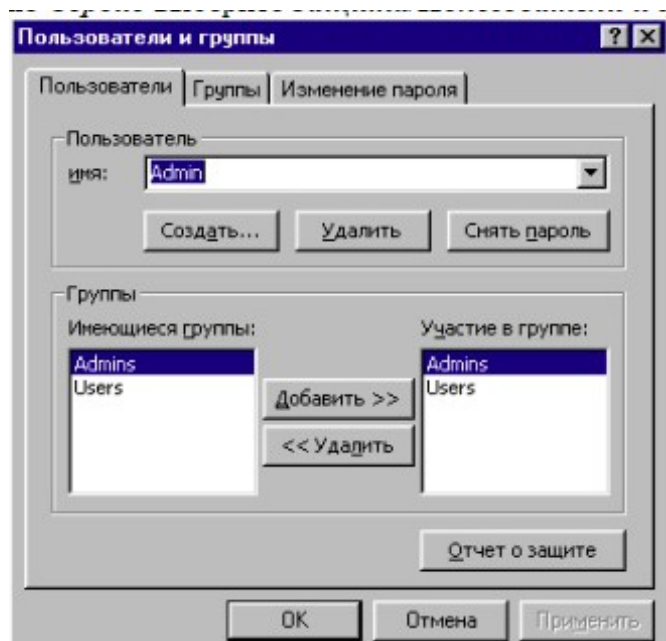 Пользователи и группы
Пользователи Группы Изменение пароля
Пользователь
имя: Admin
Создать... Удалить Снять пароль
Группы
Имеющиеся группы: Участие в группе:
Admins Admins
Users Users
Добавить >>
<< Удалить
Отчет о защите
OK Отмена Применить